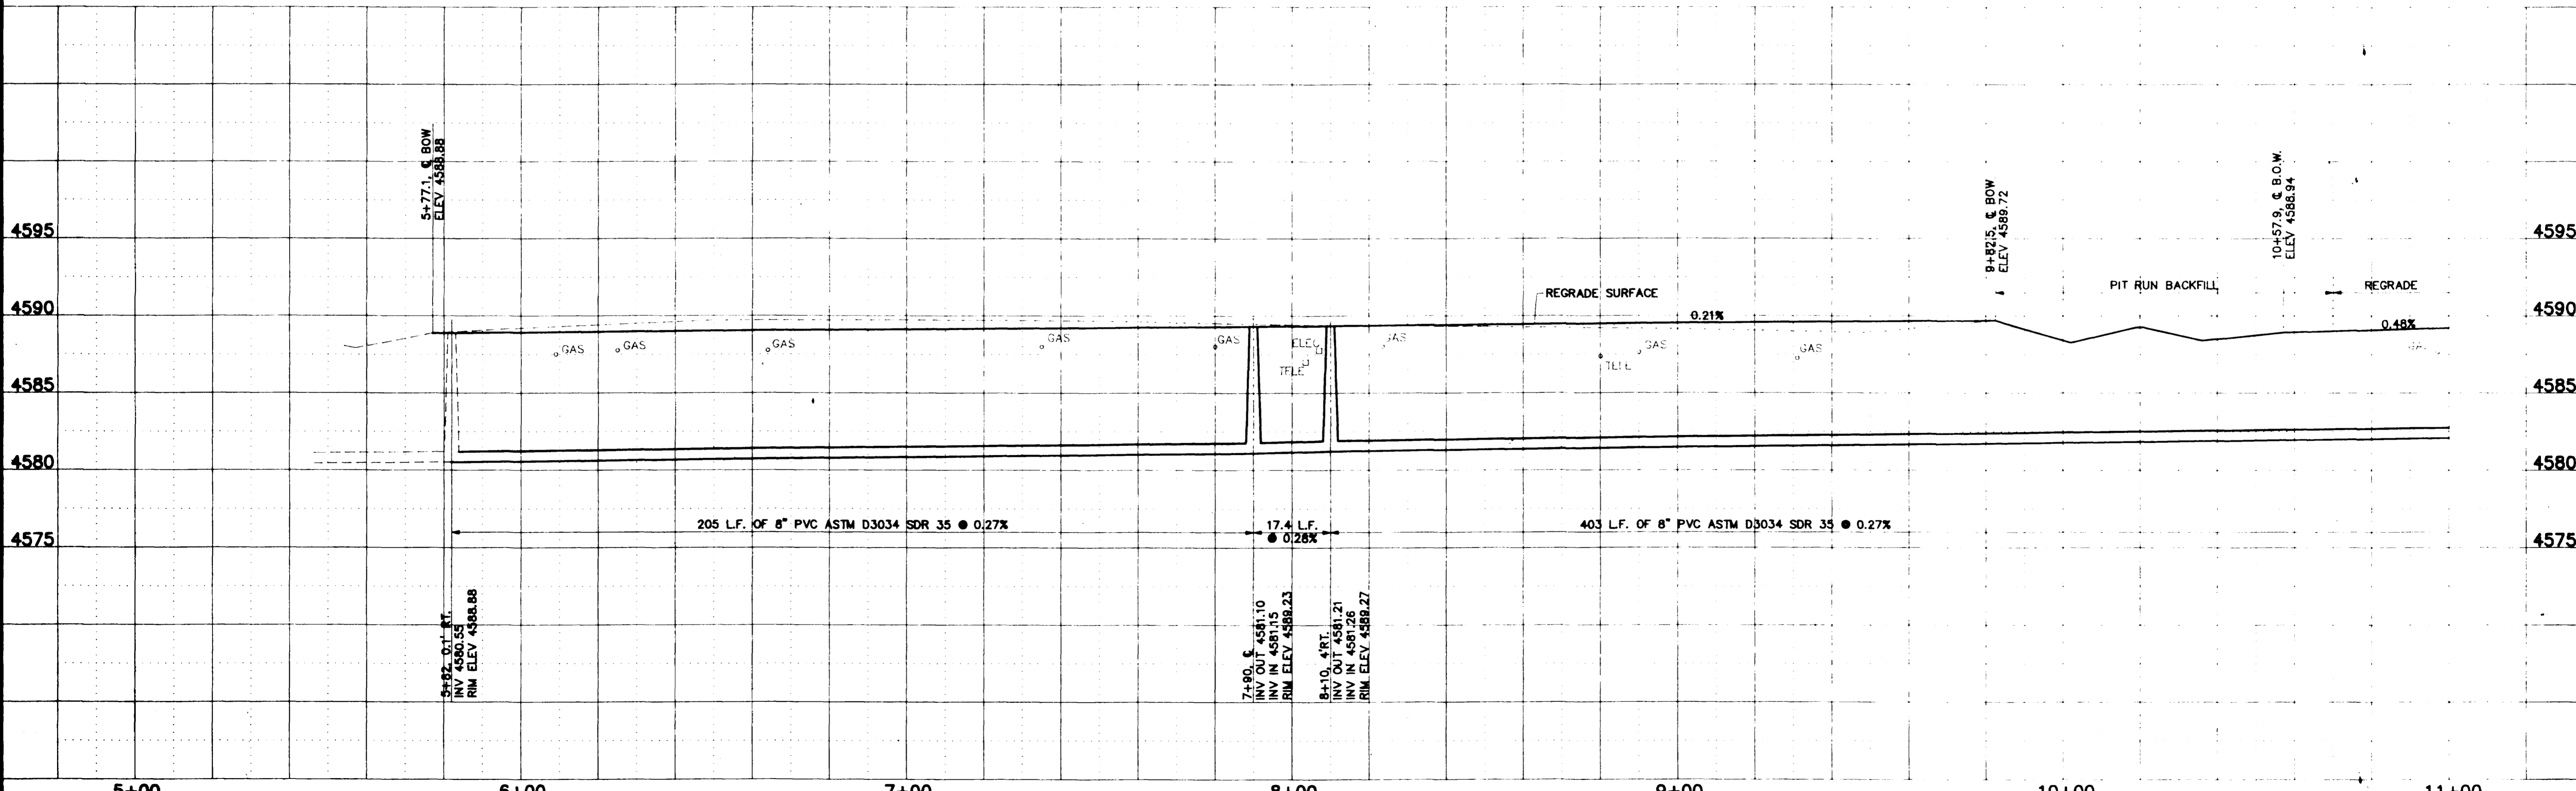 5+77.1, ℄ BOW
ELEV 4588.88
9+82.5, ℄ BOW
ELEV 4589.72
10+57.9, ℄ B.O.W.
ELEV 4588.94
4595
4595
PIT RUN BACKFILL
REGRADE
REGRADE SURFACE
4590
4590
0.21%
0.48%
GAS
GAS
GAS
GAS
GAS
ELEC
GAS
GAS
GAS
TELE
TELE
4585
4585
4580
4580
205 L.F. OF 8" PVC ASTM D3034 SDR 35 @ 0.27%
17.4 L.F.
@ 0.28%
403 L.F. OF 8" PVC ASTM D3034 SDR 35 @ 0.27%
4575
4575
5+82, 0.1' RT.
INV 4580.55
RIM ELEV 4588.88
7+90, ℄
INV OUT 4581.10
INV IN 4581.15
RIM ELEV 4589.23
8+10, 4'RT.
INV OUT 4581.21
INV IN 4581.26
RIM ELEV 4589.27
5+00
6+00
7+00
8+00
9+00
10+00
11+00